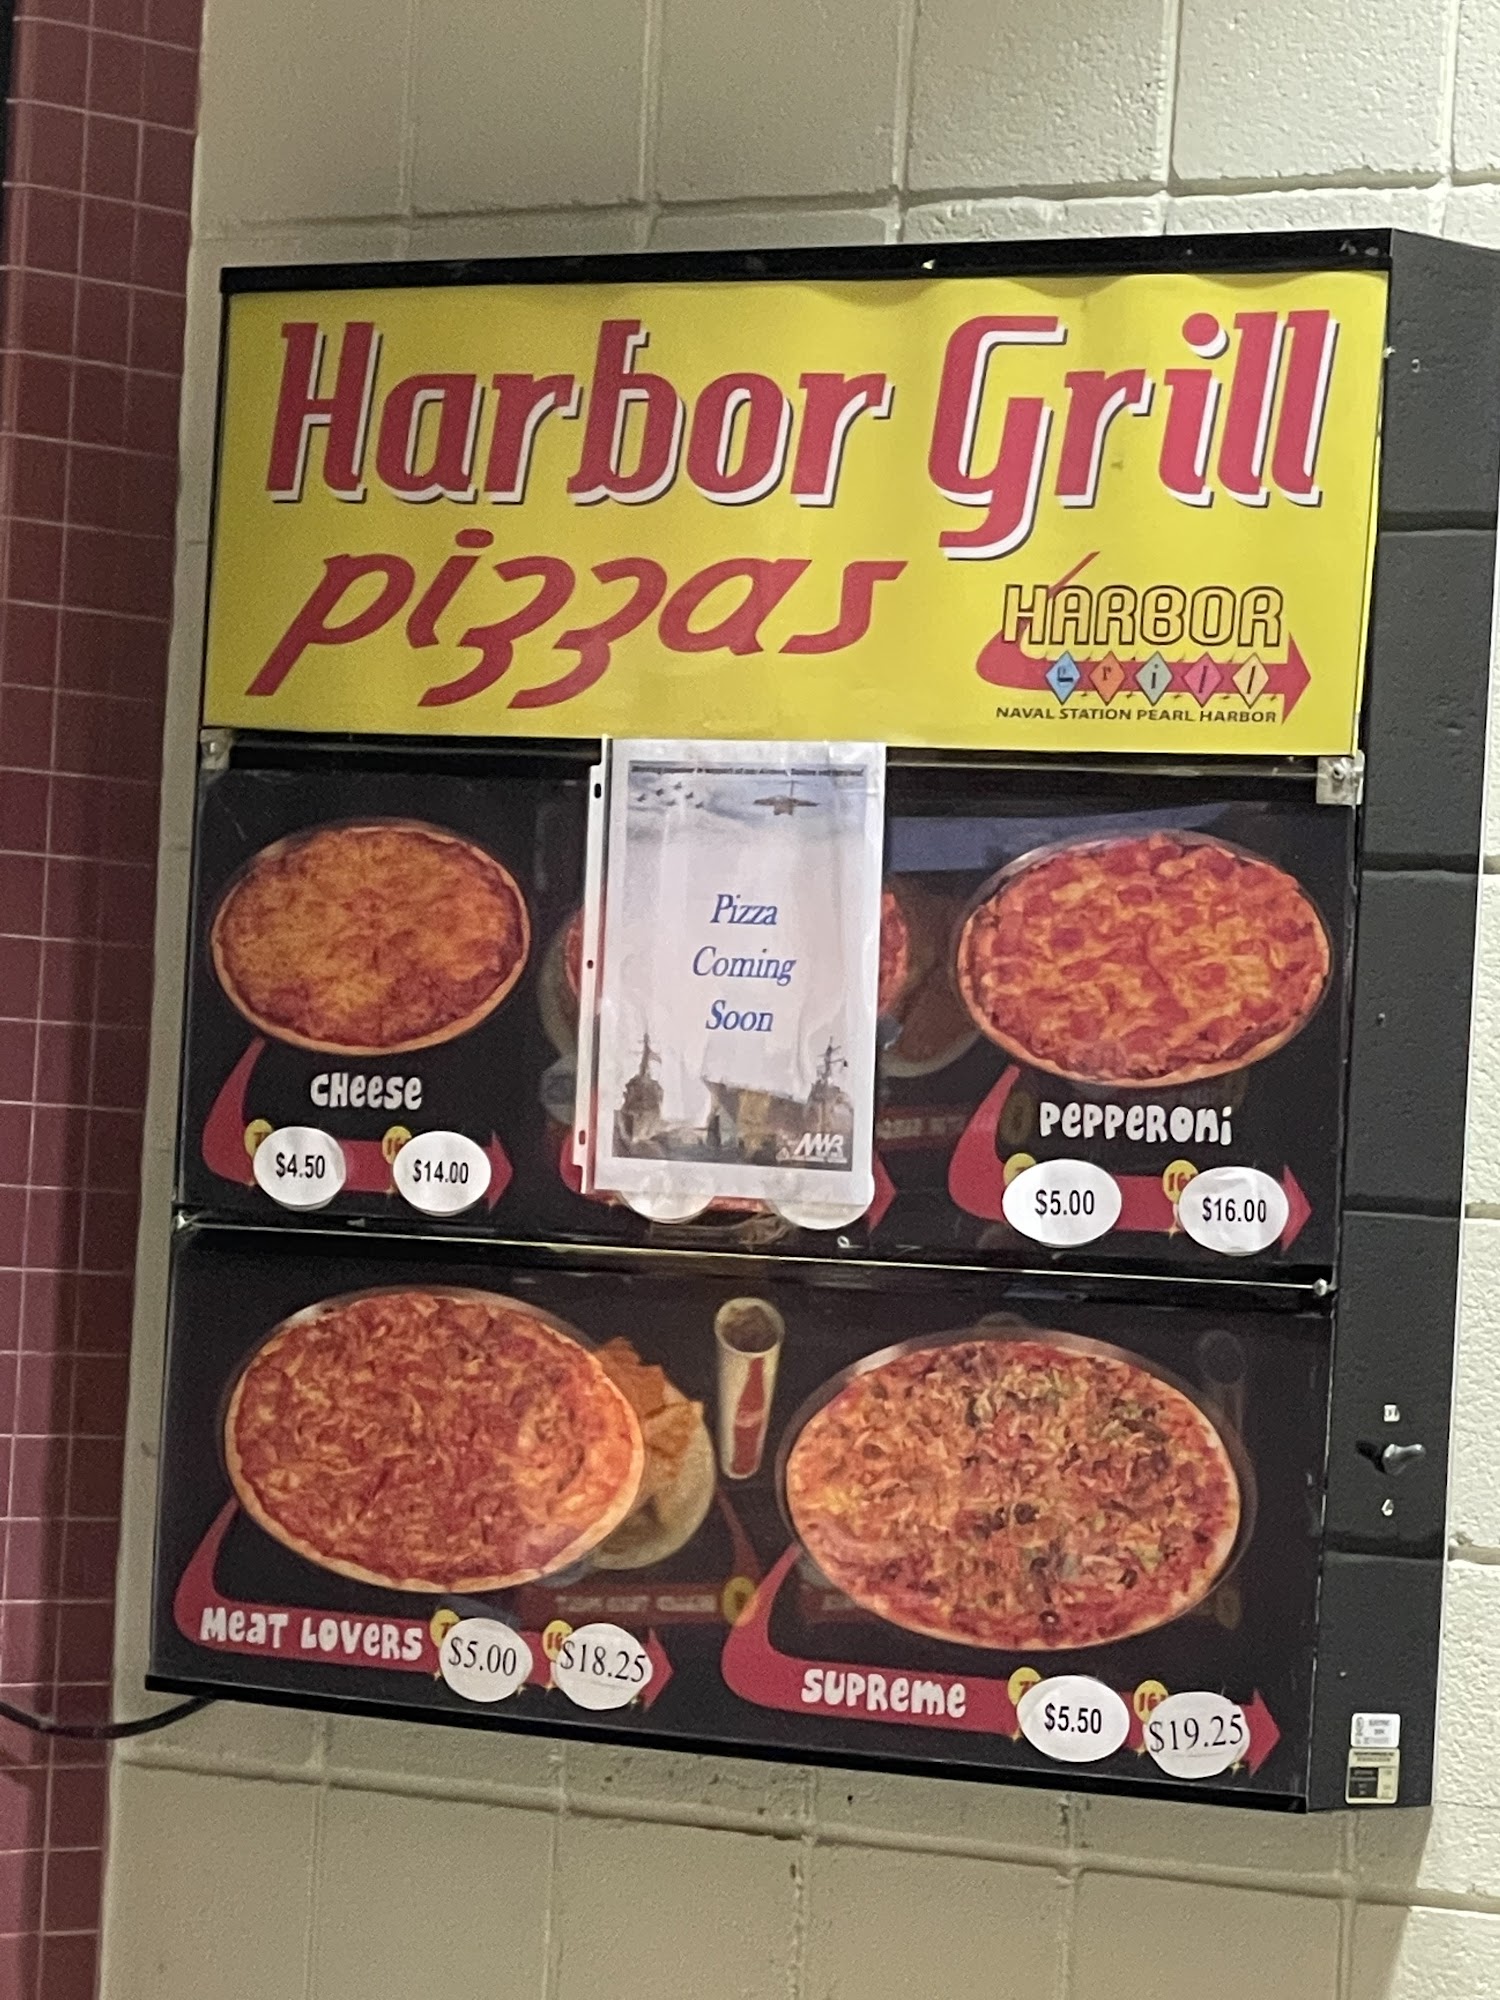 Harbor Grill
pizzas
HARBOR
grill
NAVAL STATION PEARL HARBOR
Pizza
Coming
Soon
MWR
CHEESE
$4.50 $14.00
PEPPERONI
$5.00 $16.00
MEAT LOVERS $5.00 $18.25
SUPREME $5.50 $19.25